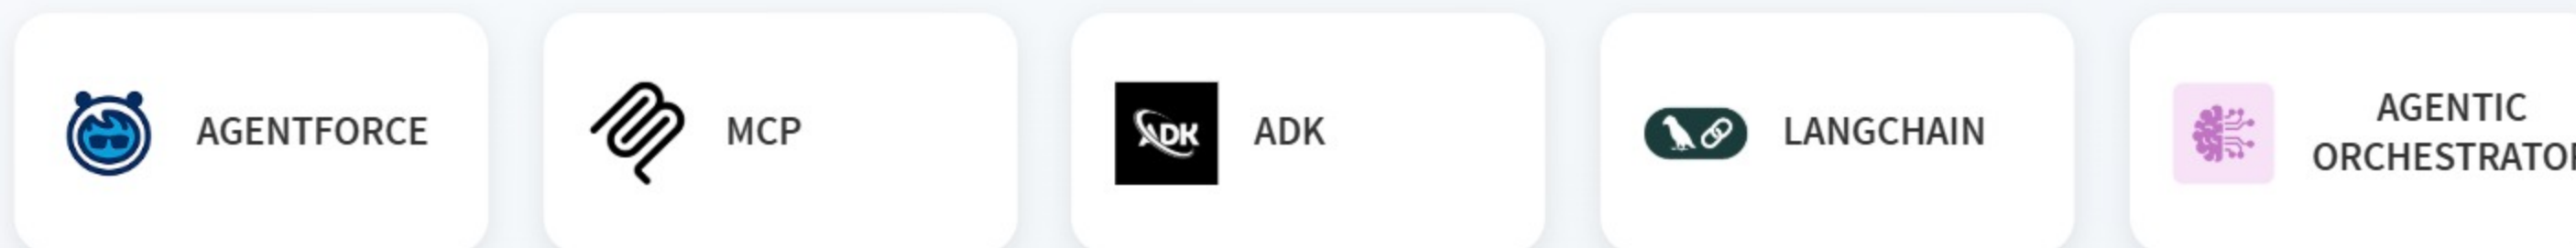 AGENTFORCE
MCP
ADK
ADK
LANGCHAIN
AGENTIC